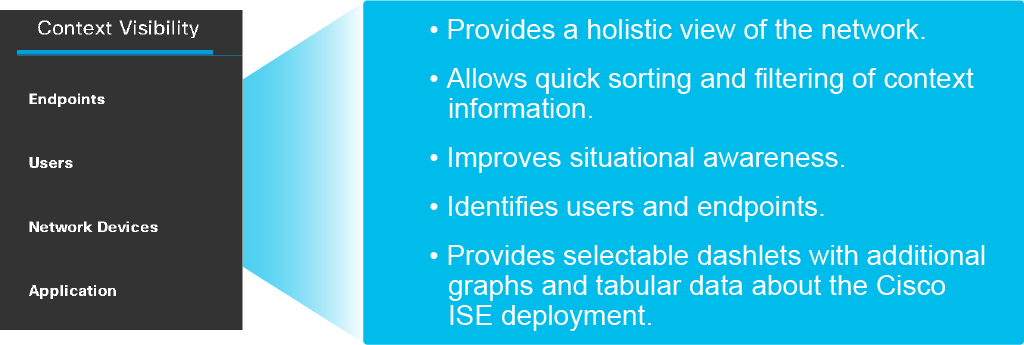 Context Visibility
Endpoints
Users
Network Devices
Application
• Provides a holistic view of the network.
• Allows quick sorting and filtering of context
information.
• Improves situational awareness.
• Identifies users and endpoints.
• Provides selectable dashlets with additional
graphs and tabular data about the Cisco
ISE deployment.